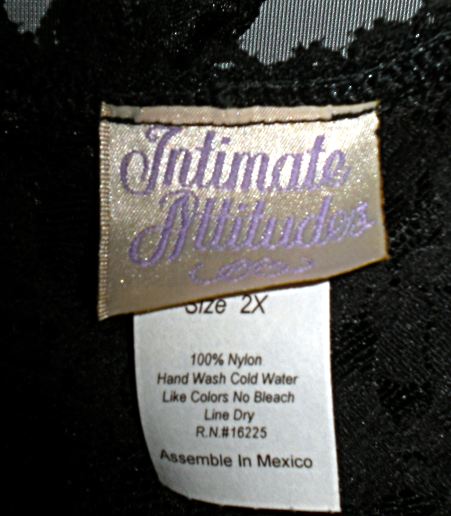 Intimate
Attitudes
Size 2X
100% Nylon
Hand Wash Cold Water
Like Colors No Bleach
Line Dry
R.N.#16225
Assemble In Mexico